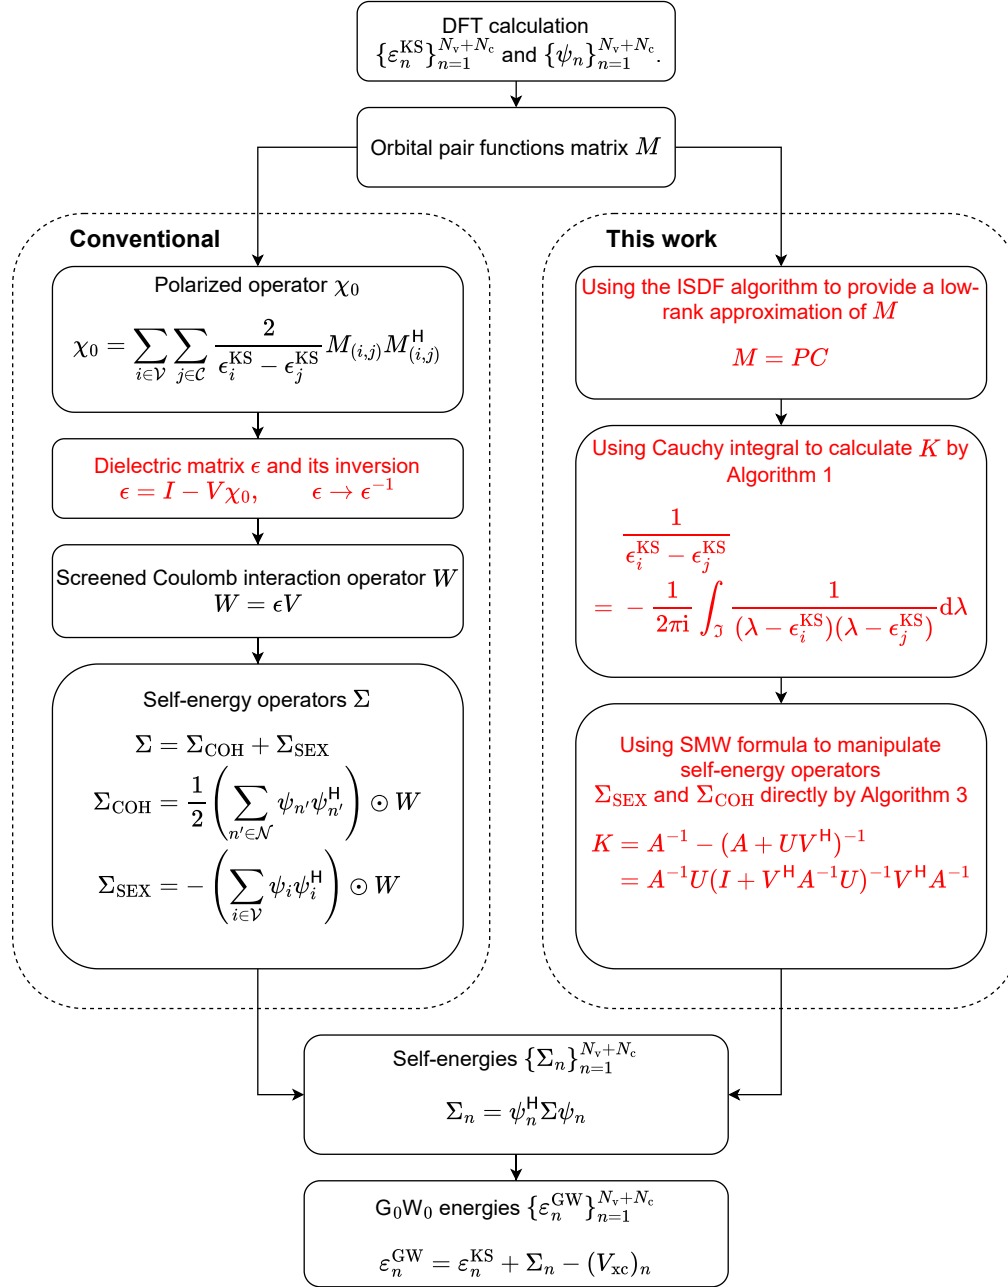 DFT calculation
{ε_n^KS}_{n=1}^{N_v+N_c} and {ψ_n}_{n=1}^{N_v+N_c}.
Orbital pair functions matrix M
Conventional
Polarized operator χ_0
χ_0 = ∑_{i∈𝒱} ∑_{j∈𝒞} 2/(ϵ_i^KS − ϵ_j^KS) M_(i,j) M_(i,j)^H
Dielectric matrix ϵ and its inversion
ϵ = I − Vχ_0, ϵ → ϵ^−1
Screened Coulomb interaction operator W
W = ϵV
Self-energy operators Σ
Σ = Σ_COH + Σ_SEX
Σ_COH = 1/2 (∑_{n′∈𝒩} ψ_n′ ψ_n′^H) ⊙ W
Σ_SEX = − (∑_{i∈𝒱} ψ_i ψ_i^H) ⊙ W
This work
Using the ISDF algorithm to provide a low-
rank approximation of M
M = PC
Using Cauchy integral to calculate K by
Algorithm 1
1/(ϵ_i^KS − ϵ_j^KS)
= − 1/(2πi) ∫_ℑ 1/((λ − ϵ_i^KS)(λ − ϵ_j^KS)) dλ
Using SMW formula to manipulate
self-energy operators
Σ_SEX and Σ_COH directly by Algorithm 3
K = A^−1 − (A + UV^H)^−1
= A^−1 U(I + V^H A^−1 U)^−1 V^H A^−1
Self-energies {Σ_n}_{n=1}^{N_v+N_c}
Σ_n = ψ_n^H Σψ_n
G_0W_0 energies {ε_n^GW}_{n=1}^{N_v+N_c}
ε_n^GW = ε_n^KS + Σ_n − (V_xc)_n